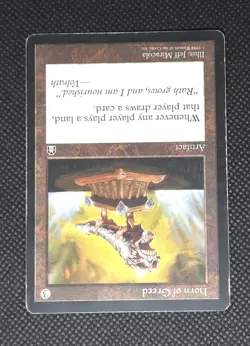 Horn of Greed
3
Artifact
Whenever any player plays a land,
that player draws a card.
"Rath grows, and I am nourished."
—Volrath
Illus. Jeff Miracola